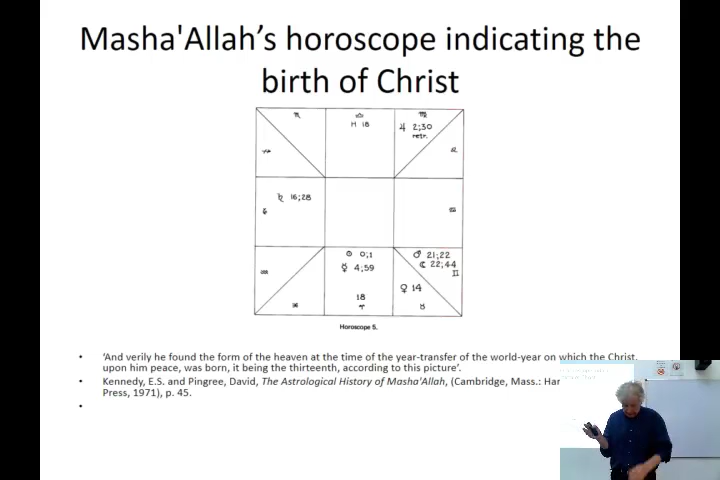 Masha'Allah's horoscope indicating the
birth of Christ
♏ ♎ ♍
H 18 ♃ 2;30
retr.
♐ ♌
♄ 16;28
♑ ♋
☉ 0;1 ♂ 21;22
♒ ☿ 4;59 ☾ 22;44
♊
♀ 14
18
♓ ♈ ♉
Horoscope 5.
• 'And verily he found the form of the heaven at the time of the year-transfer of the world-year on which the Christ,
upon him peace, was born, it being the thirteenth, according to this picture'.
• Kennedy, E.S. and Pingree, David, The Astrological History of Masha'Allah, (Cambridge, Mass.: Har
Press, 1971), p. 45.
•